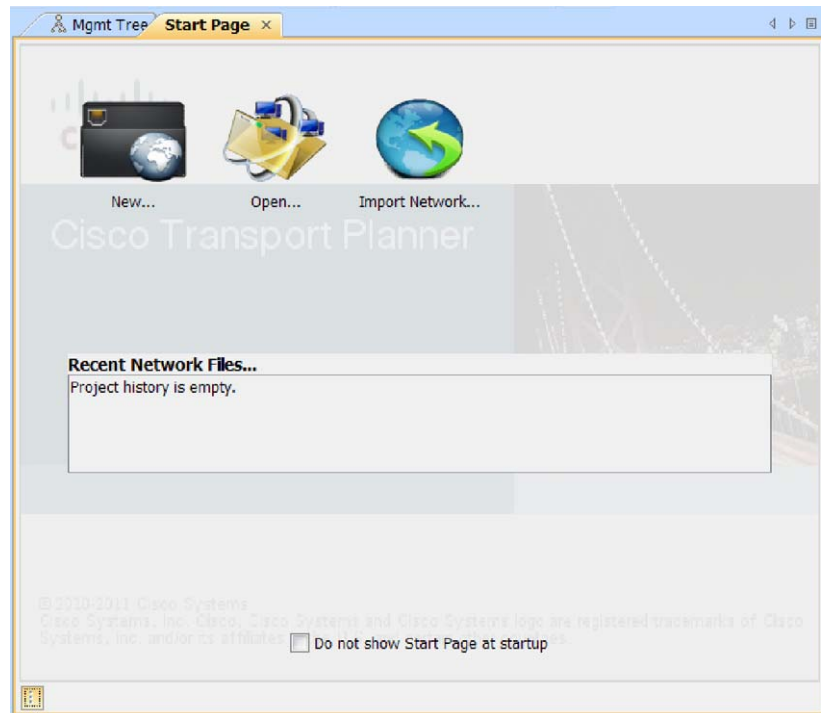 Mgmt Tree
Start Page
New...
Open...
Import Network...
Cisco Transport Planner
Recent Network Files...
Project history is empty.
© 2010-2011 Cisco Systems
Cisco Systems, Inc. Cisco, Cisco Systems and Cisco Systems logo are registered trademarks of Cisco
Systems, Inc. and/or its affiliates
Do not show Start Page at startup